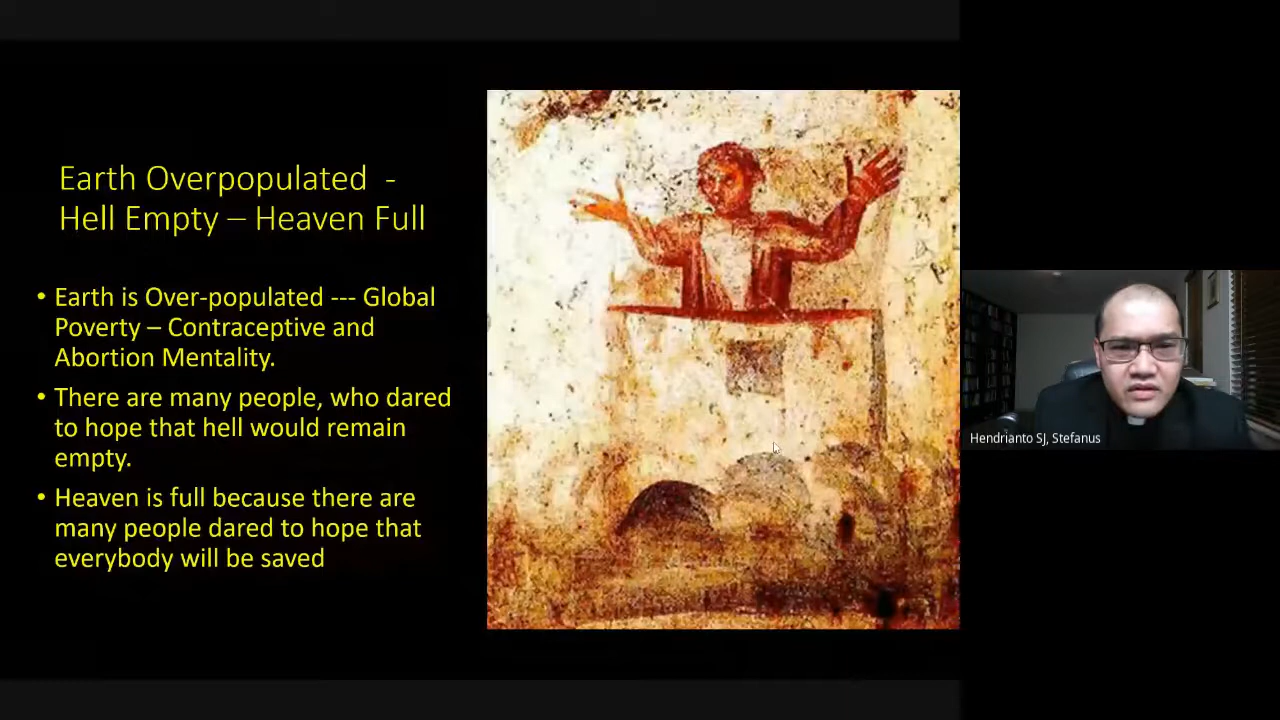 Earth Overpopulated -
Hell Empty – Heaven Full
• Earth is Over-populated --- Global
Poverty – Contraceptive and
Abortion Mentality.
• There are many people, who dared
to hope that hell would remain
empty.
• Heaven is full because there are
many people dared to hope that
everybody will be saved
Hendrianto SJ, Stefanus